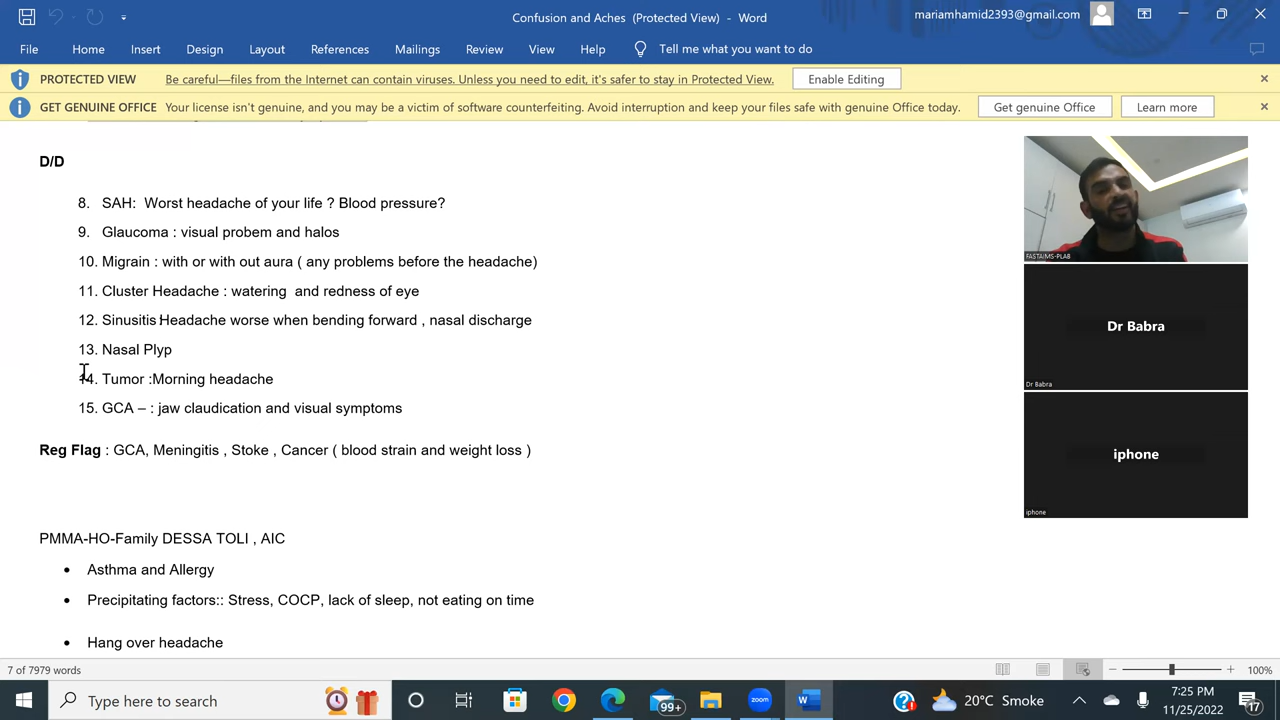 Confusion and Aches (Protected View) - Word
mariamhamid2393@gmail.com
File Home Insert Design Layout References Mailings Review View Help Tell me what you want to do
PROTECTED VIEW Be careful—files from the Internet can contain viruses. Unless you need to edit, it's safer to stay in Protected View. Enable Editing
GET GENUINE OFFICE Your license isn't genuine, and you may be a victim of software counterfeiting. Avoid interruption and keep your files safe with genuine Office today. Get genuine Office Learn more
D/D
8. SAH: Worst headache of your life ? Blood pressure?
9. Glaucoma : visual probem and halos
10. Migrain : with or with out aura ( any problems before the headache)
11. Cluster Headache : watering and redness of eye
12. Sinusitis Headache worse when bending forward , nasal discharge
13. Nasal Plyp
14. Tumor :Morning headache
15. GCA – : jaw claudication and visual symptoms
Reg Flag : GCA, Meningitis , Stoke , Cancer ( blood strain and weight loss )
PMMA-HO-Family DESSA TOLI , AIC
• Asthma and Allergy
• Precipitating factors:: Stress, COCP, lack of sleep, not eating on time
• Hang over headache
FASTAIMS-PLAB
Dr Babra
Dr Babra
iphone
iphone
7 of 7979 words
100%
Type here to search
99+
zoom
20°C Smoke
7:25 PM
11/25/2022
17